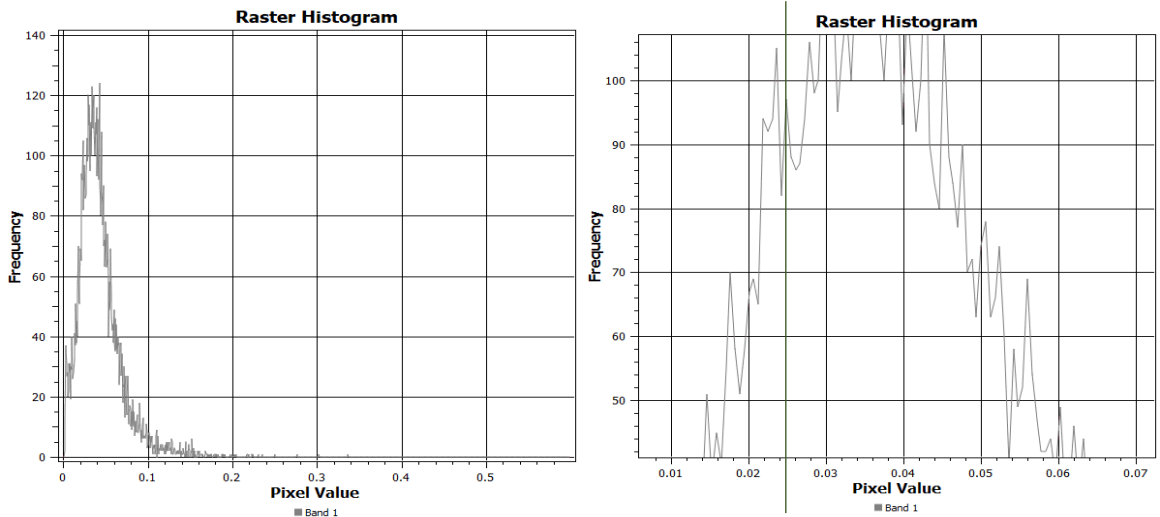 Raster Histogram
140
120
100
80
60
40
20
0
Frequency
0 0.1 0.2 0.3 0.4 0.5
Pixel Value
Band 1
Raster Histogram
100
90
80
70
60
50
Frequency
0.01 0.02 0.03 0.04 0.05 0.06 0.07
Pixel Value
Band 1